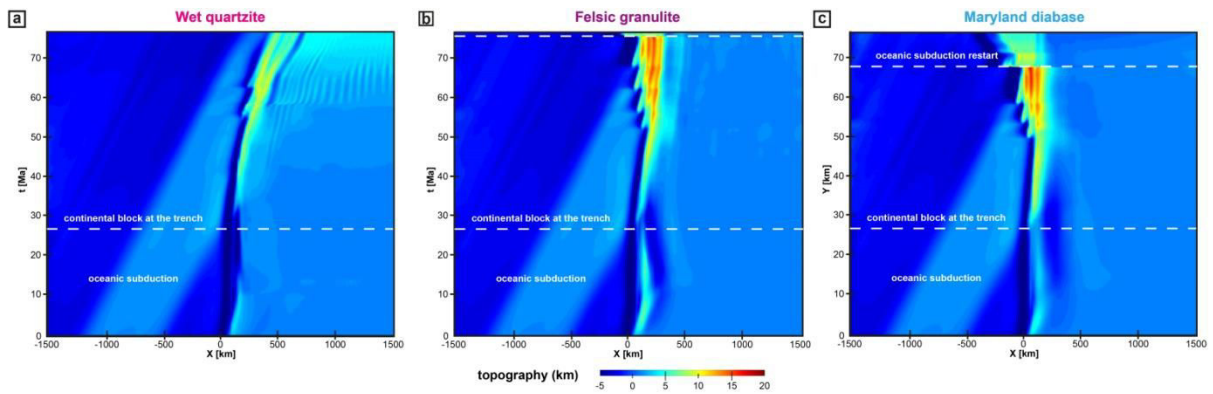 a Wet quartzite
70
60
50
40
30
20
10
0
t [Ma]
continental block at the trench
oceanic subduction
-1500 -1000 -500 0 500 1000 1500
X [km]
b Felsic granulite
70
60
50
40
30
20
10
0
t [Ma]
continental block at the trench
oceanic subduction
-1500 -1000 -500 0 500 1000 1500
X [km]
c Maryland diabase
70
60
50
40
30
20
10
0
Y [km]
oceanic subduction restart
continental block at the trench
oceanic subduction
-1500 -1000 -500 0 500 1000 1500
X [km]
topography (km)
-5 0 5 10 15 20